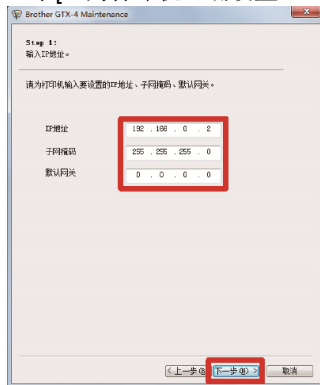 Brother GTX-4 Maintenance
Step 1:
输入IP地址。
请为打印机输入要设置的IP地址、子网掩码、默认网关。
IP地址 192 . 168 . 0 . 2
子网掩码 255 . 255 . 255 . 0
默认网关 0 . 0 . 0 . 0
<上一步(B) 下一步(N) > 取消